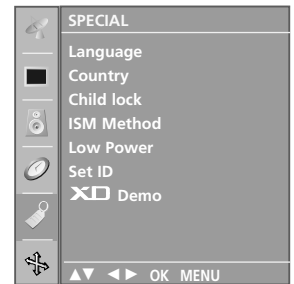 SPECIAL
Language
Country
Child lock
ISM Method
Low Power
Set ID
XD Demo
▲▼ ◄► OK MENU